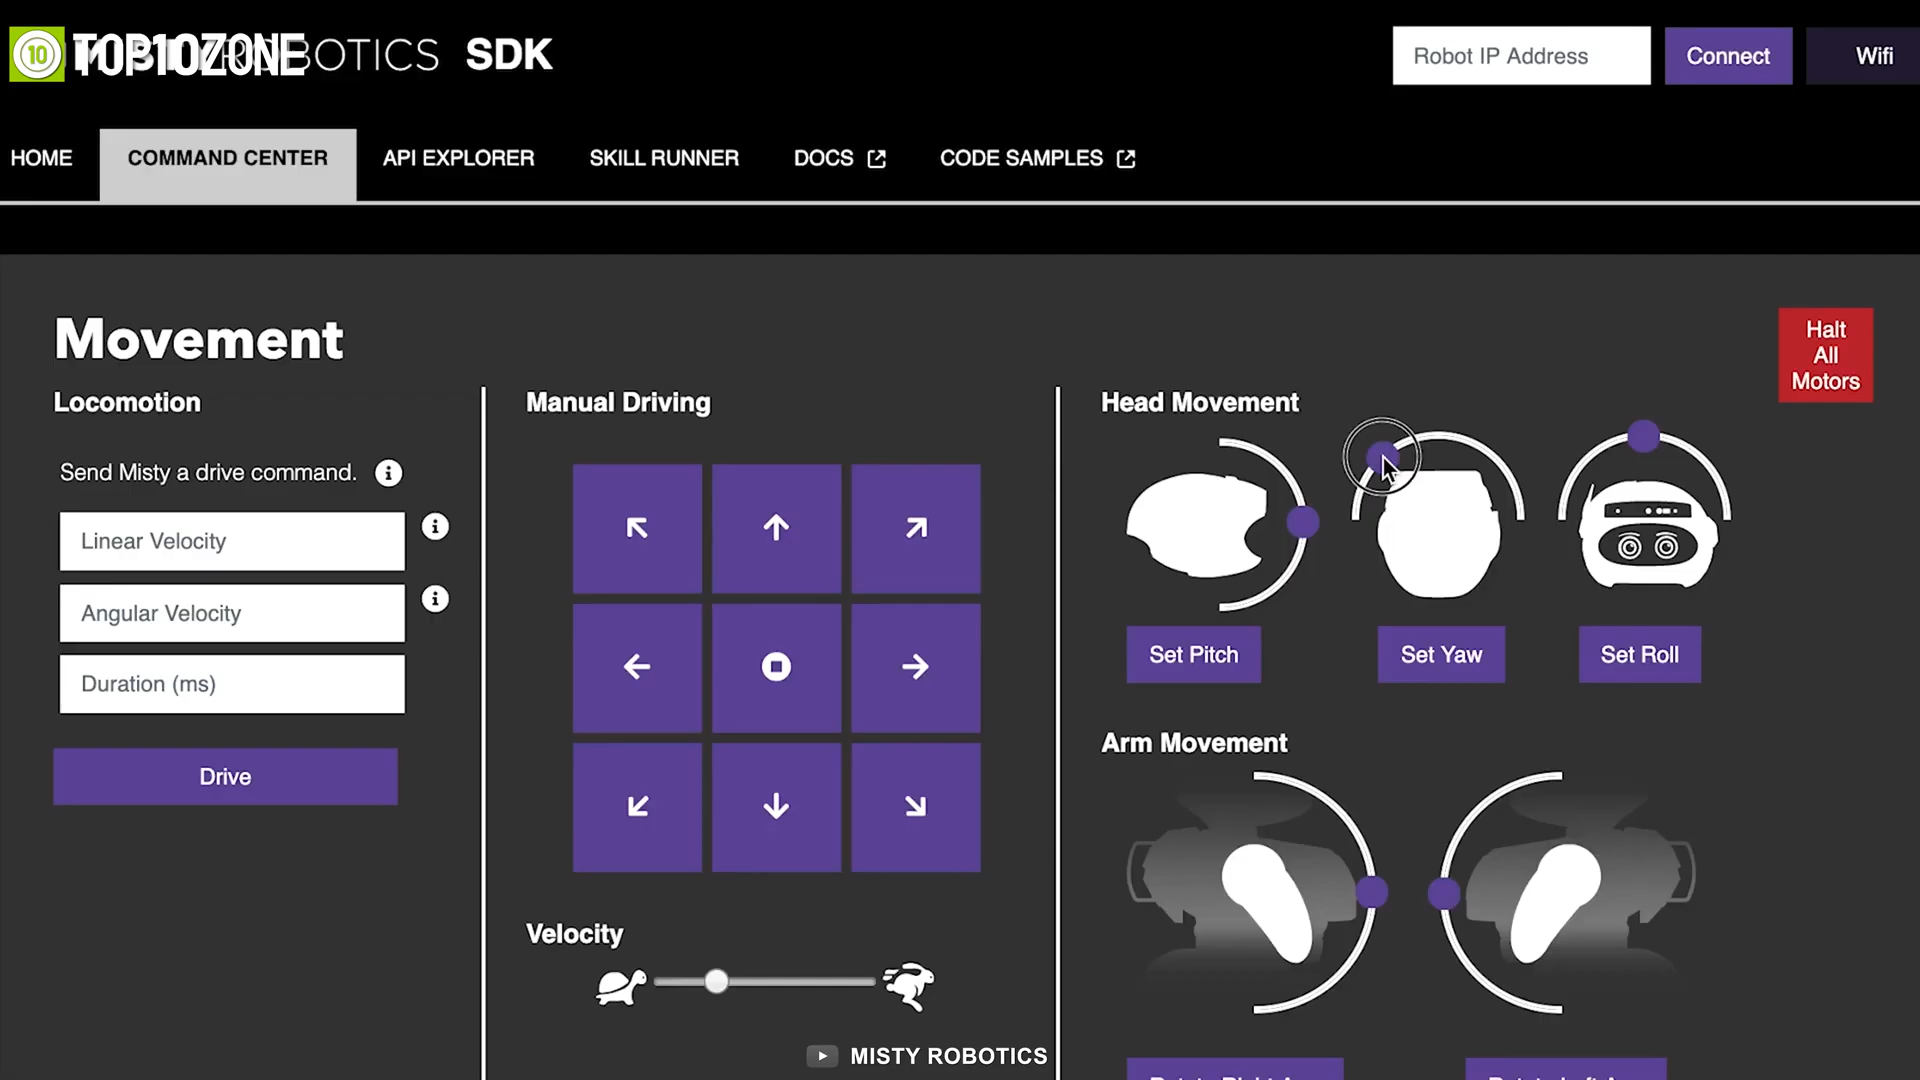 10 TOP10ZONE
ROBOTICS SDK
Robot IP Address
Connect
Wifi
HOME
COMMAND CENTER
API EXPLORER
SKILL RUNNER
DOCS
CODE SAMPLES
Movement
Halt
All
Motors
Locomotion
Manual Driving
Head Movement
Send Misty a drive command.
Linear Velocity
Angular Velocity
Duration (ms)
Drive
Set Pitch
Set Yaw
Set Roll
Arm Movement
Velocity
MISTY ROBOTICS